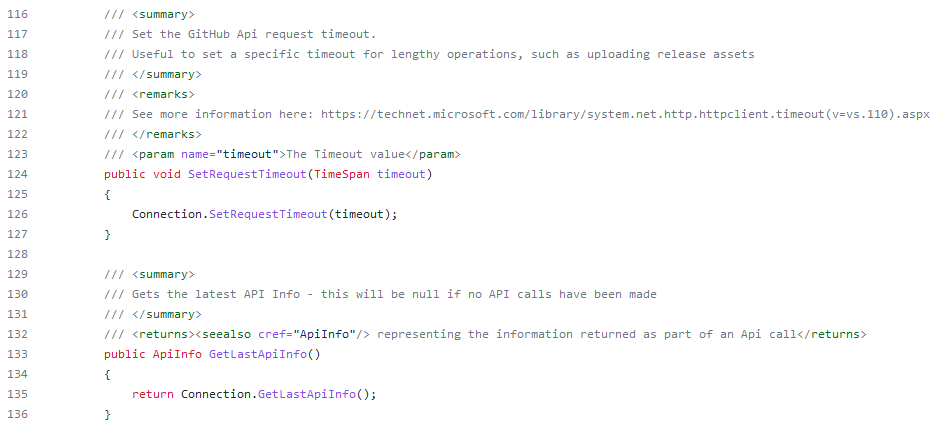 116 /// <summary>
117 /// Set the GitHub Api request timeout.
118 /// Useful to set a specific timeout for lengthy operations, such as uploading release assets
119 /// </summary>
120 /// <remarks>
121 /// See more information here: https://technet.microsoft.com/library/system.net.http.httpclient.timeout(v=vs.110).aspx
122 /// </remarks>
123 /// <param name="timeout">The Timeout value</param>
124 public void SetRequestTimeout(TimeSpan timeout)
125 {
126 Connection.SetRequestTimeout(timeout);
127 }
128
129 /// <summary>
130 /// Gets the latest API Info - this will be null if no API calls have been made
131 /// </summary>
132 /// <returns><seealso cref="ApiInfo"/> representing the information returned as part of an Api call</returns>
133 public ApiInfo GetLastApiInfo()
134 {
135 return Connection.GetLastApiInfo();
136 }